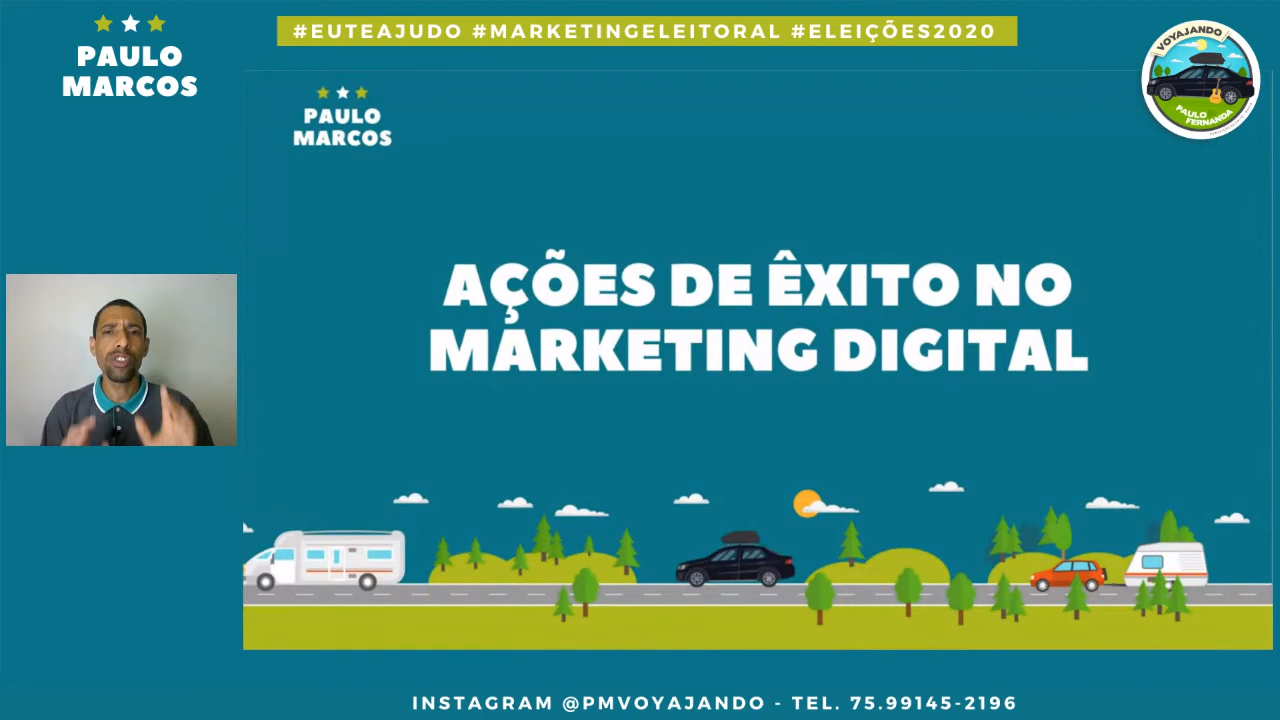 PAULO
MARCOS
#EUTEAJUDO #MARKETINGELEITORAL #ELEIÇÕES2020
VOYAJANDO
PAULO
FERNANDA
PAULO
MARCOS
AÇÕES DE ÊXITO NO
MARKETING DIGITAL
INSTAGRAM @PMVOYAJANDO - TEL. 75.99145-2196